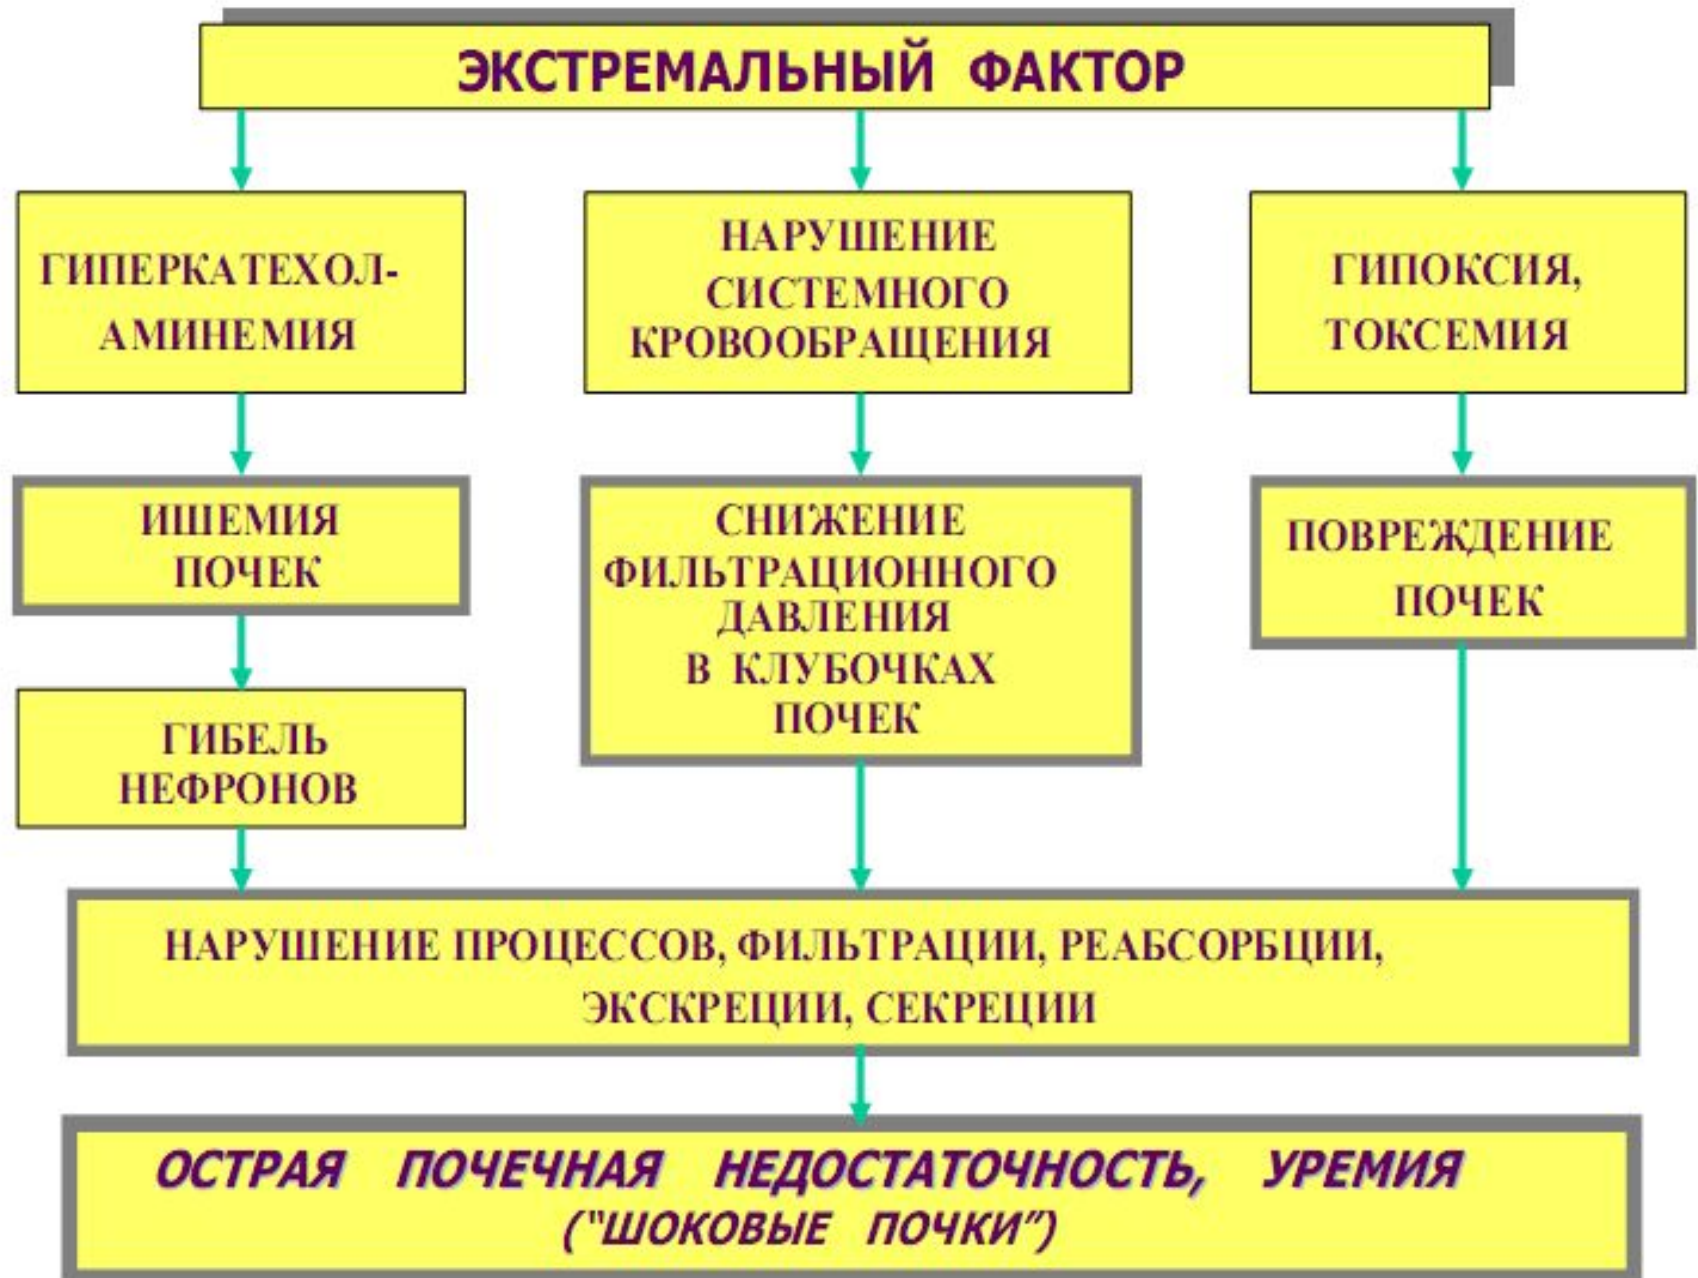 ЭКСТРЕМАЛЬНЫЙ ФАКТОР
ГИПЕРКАТЕХОЛ-
АМИНЕМИЯ
НАРУШЕНИЕ
СИСТЕМНОГО
КРОВООБРАЩЕНИЯ
ГИПОКСИЯ,
ТОКСЕМИЯ
ИШЕМИЯ
ПОЧЕК
СНИЖЕНИЕ
ФИЛЬТРАЦИОННОГО
ДАВЛЕНИЯ
В КЛУБОЧКАХ
ПОЧЕК
ПОВРЕЖДЕНИЕ
ПОЧЕК
ГИБЕЛЬ
НЕФРОНОВ
НАРУШЕНИЕ ПРОЦЕССОВ, ФИЛЬТРАЦИИ, РЕАБСОРБЦИИ,
ЭКСКРЕЦИИ, СЕКРЕЦИИ
ОСТРАЯ ПОЧЕЧНАЯ НЕДОСТАТОЧНОСТЬ, УРЕМИЯ
("ШОКОВЫЕ ПОЧКИ")